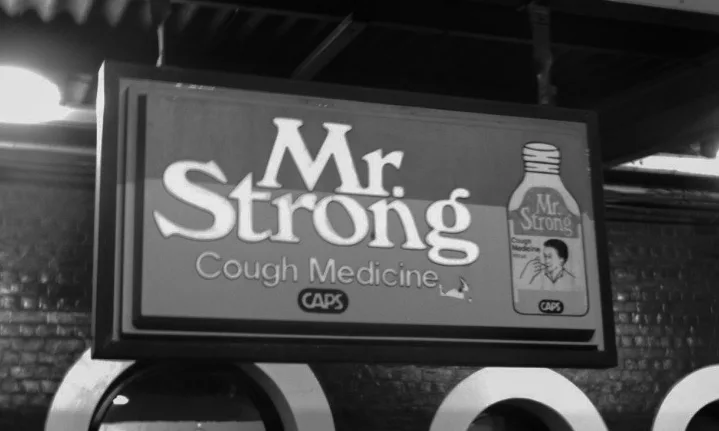 Mr.
Strong
Cough Medicine
CAPS
Mr.
Strong
Cough
Medicine
CAPS